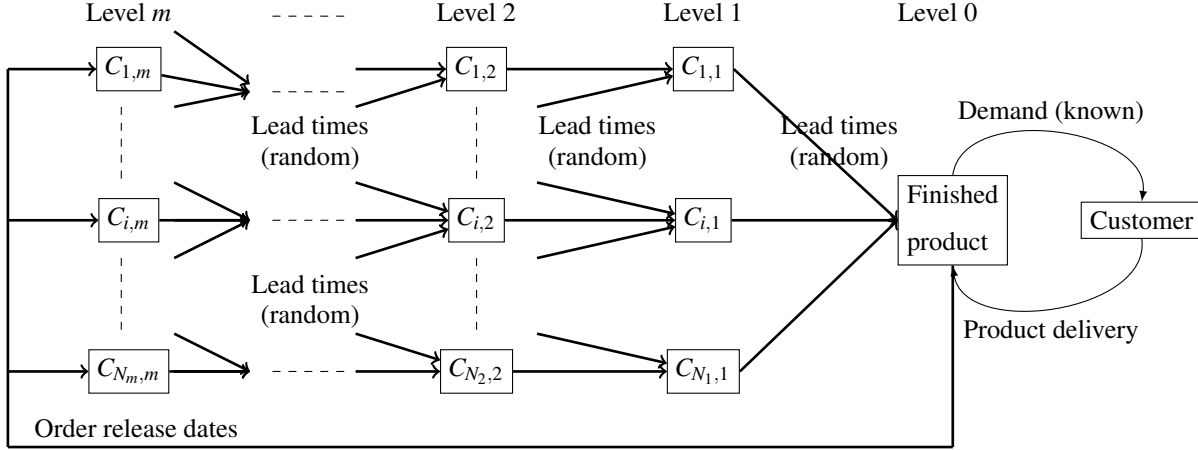 Level m
Level 2
Level 1
Level 0
C1,m
C1,2
C1,1
Demand (known)
Lead times
(random)
Lead times
(random)
Lead times
(random)
Ci,m
Ci,2
Ci,1
Finished
product
Customer
Lead times
(random)
Product delivery
CNm,m
CN2,2
CN1,1
Order release dates